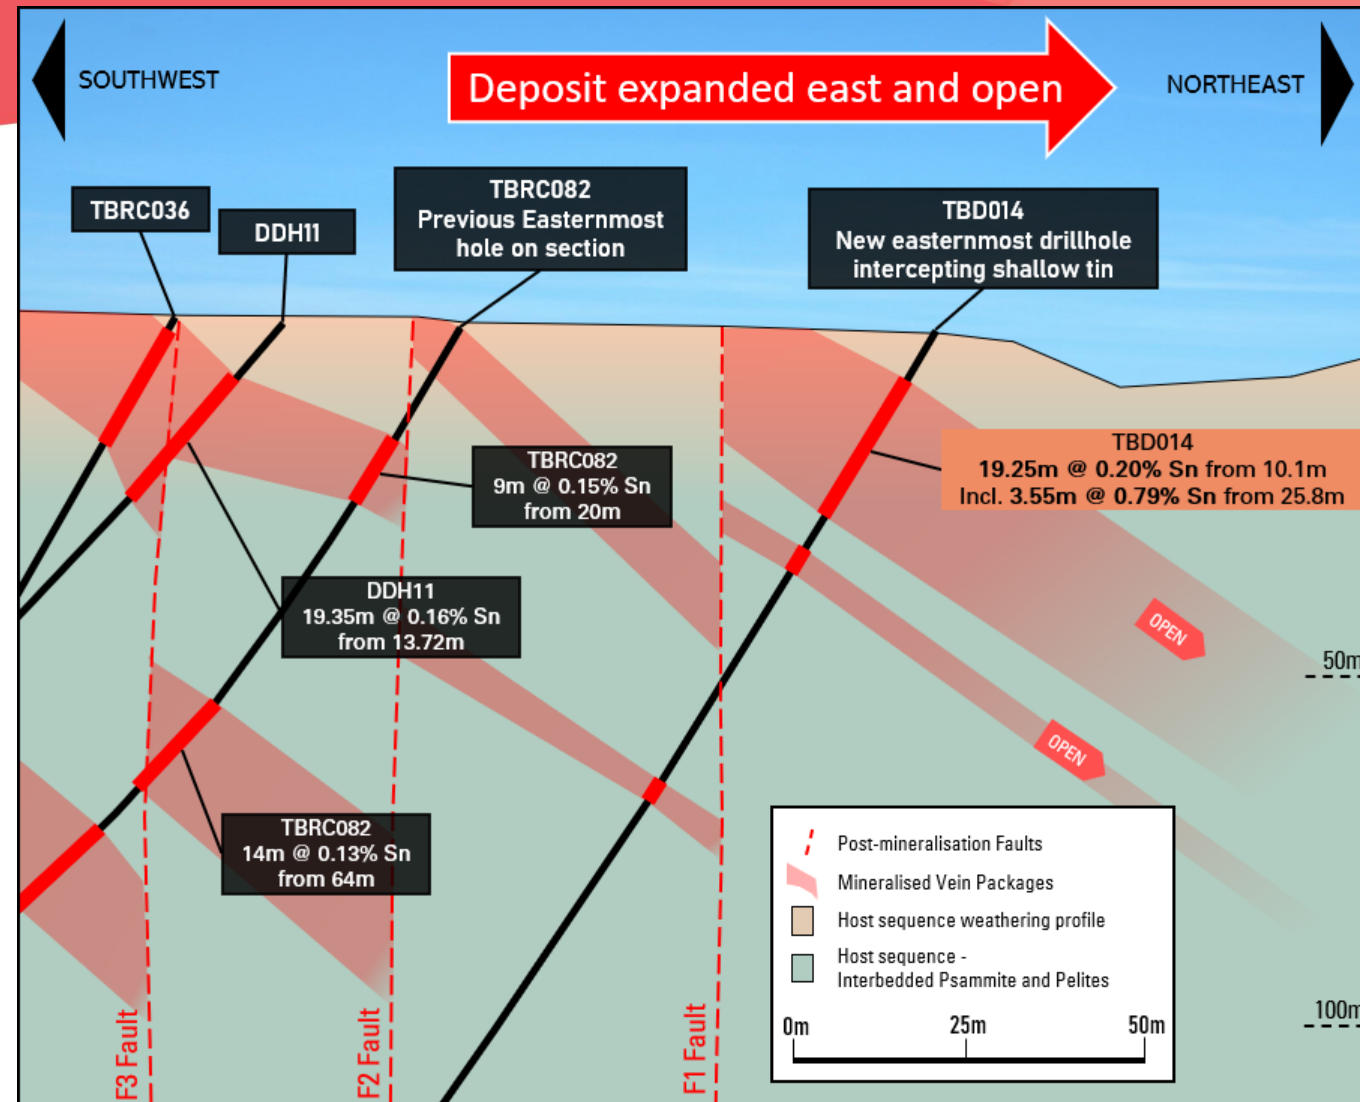 SOUTHWEST
Deposit expanded east and open
NORTHEAST
TBRC036
DDH11
TBRC082
Previous Easternmost
hole on section
TBD014
New easternmost drillhole
intercepting shallow tin
TBRC082
9m @ 0.15% Sn
from 20m
TBD014
19.25m @ 0.20% Sn from 10.1m
Incl. 3.55m @ 0.79% Sn from 25.8m
DDH11
19.35m @ 0.16% Sn
from 13.72m
OPEN
50m
OPEN
TBRC082
14m @ 0.13% Sn
from 64m
Post-mineralisation Faults
Mineralised Vein Packages
Host sequence weathering profile
Host sequence -
Interbedded Psammite and Pelites
0m 25m 50m
100m
F3 Fault
F2 Fault
F1 Fault